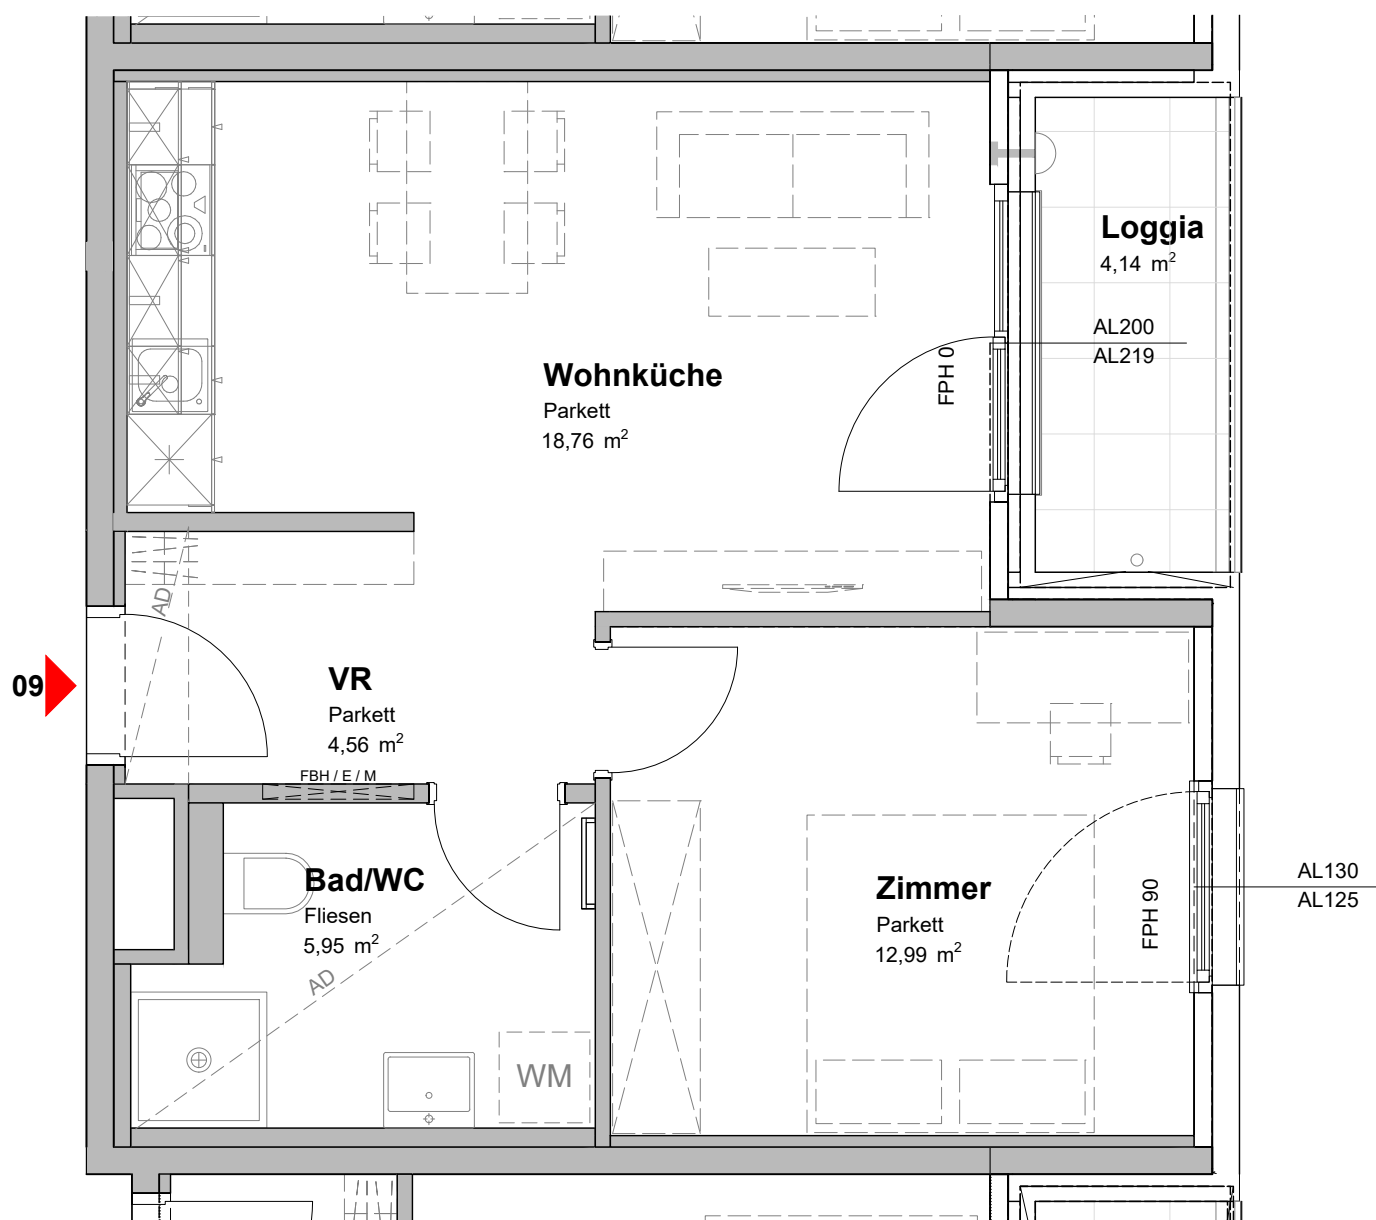 Loggia
4,14 m²
AL200
AL219
FPH 0
Wohnküche
Parkett
18,76 m²
AD
09
VR
Parkett
4,56 m²
FBH / E / M
Bad/WC
Fliesen
5,95 m²
AD
WM
Zimmer
Parkett
12,99 m²
FPH 90
AL130
AL125